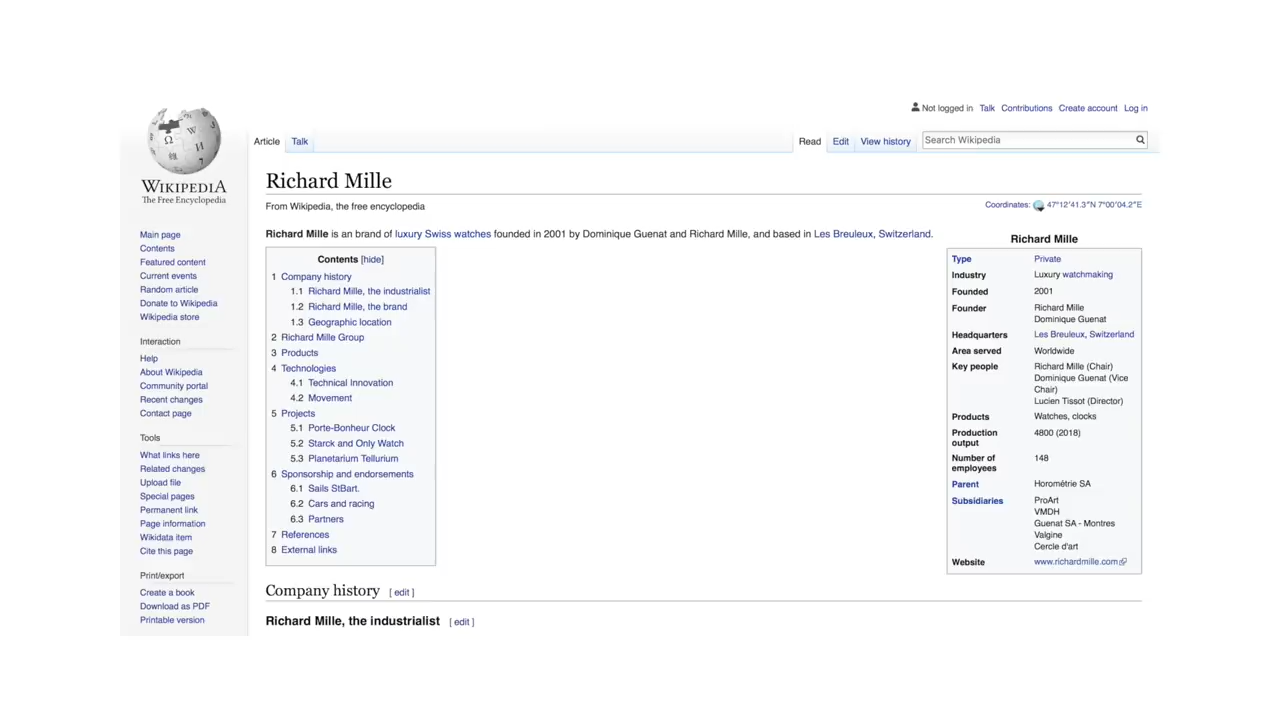 Not logged in Talk Contributions Create account Log in
Article Talk Read Edit View history Search Wikipedia
WIKIPEDIA
The Free Encyclopedia
Main page
Contents
Featured content
Current events
Random article
Donate to Wikipedia
Wikipedia store
Interaction
Help
About Wikipedia
Community portal
Recent changes
Contact page
Tools
What links here
Related changes
Upload file
Special pages
Permanent link
Page information
Wikidata item
Cite this page
Print/export
Create a book
Download as PDF
Printable version
Richard Mille
From Wikipedia, the free encyclopedia
Coordinates: 47°12′41.3″N 7°00′04.2″E
Richard Mille is an brand of luxury Swiss watches founded in 2001 by Dominique Guenat and Richard Mille, and based in Les Breuleux, Switzerland.
Contents [hide]
1 Company history
1.1 Richard Mille, the industrialist
1.2 Richard Mille, the brand
1.3 Geographic location
2 Richard Mille Group
3 Products
4 Technologies
4.1 Technical Innovation
4.2 Movement
5 Projects
5.1 Porte-Bonheur Clock
5.2 Starck and Only Watch
5.3 Planetarium Tellurium
6 Sponsorship and endorsements
6.1 Sails StBart.
6.2 Cars and racing
6.3 Partners
7 References
8 External links
Richard Mille
Type Private
Industry Luxury watchmaking
Founded 2001
Founder Richard Mille
Dominique Guenat
Headquarters Les Breuleux, Switzerland
Area served Worldwide
Key people Richard Mille (Chair)
Dominique Guenat (Vice
Chair)
Lucien Tissot (Director)
Products Watches, clocks
Production 4800 (2018)
output
Number of 148
employees
Parent Horométrie SA
Subsidiaries ProArt
VMDH
Guenat SA - Montres
Valgine
Cercle d'art
Website www.richardmille.com
Company history [ edit ]
Richard Mille, the industrialist [ edit ]